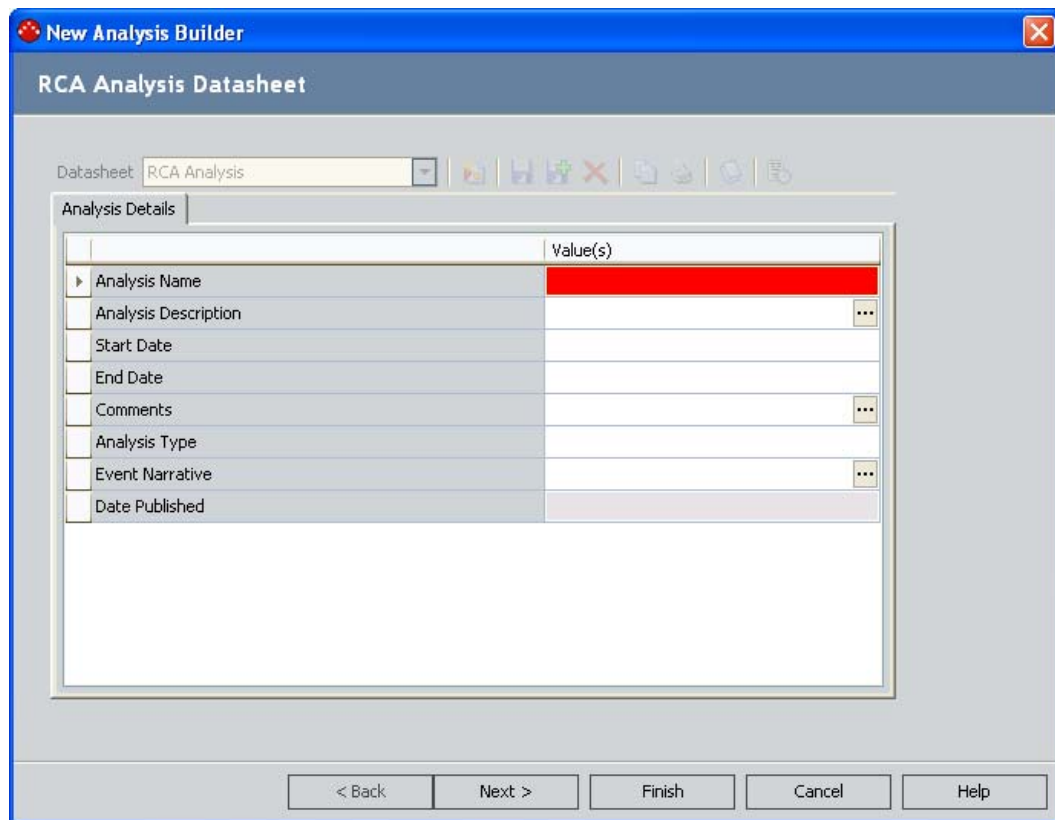 New Analysis Builder
RCA Analysis Datasheet
Datasheet RCA Analysis
Analysis Details
Value(s)
Analysis Name
Analysis Description ...
Start Date
End Date
Comments ...
Analysis Type
Event Narrative ...
Date Published
< Back Next > Finish Cancel Help